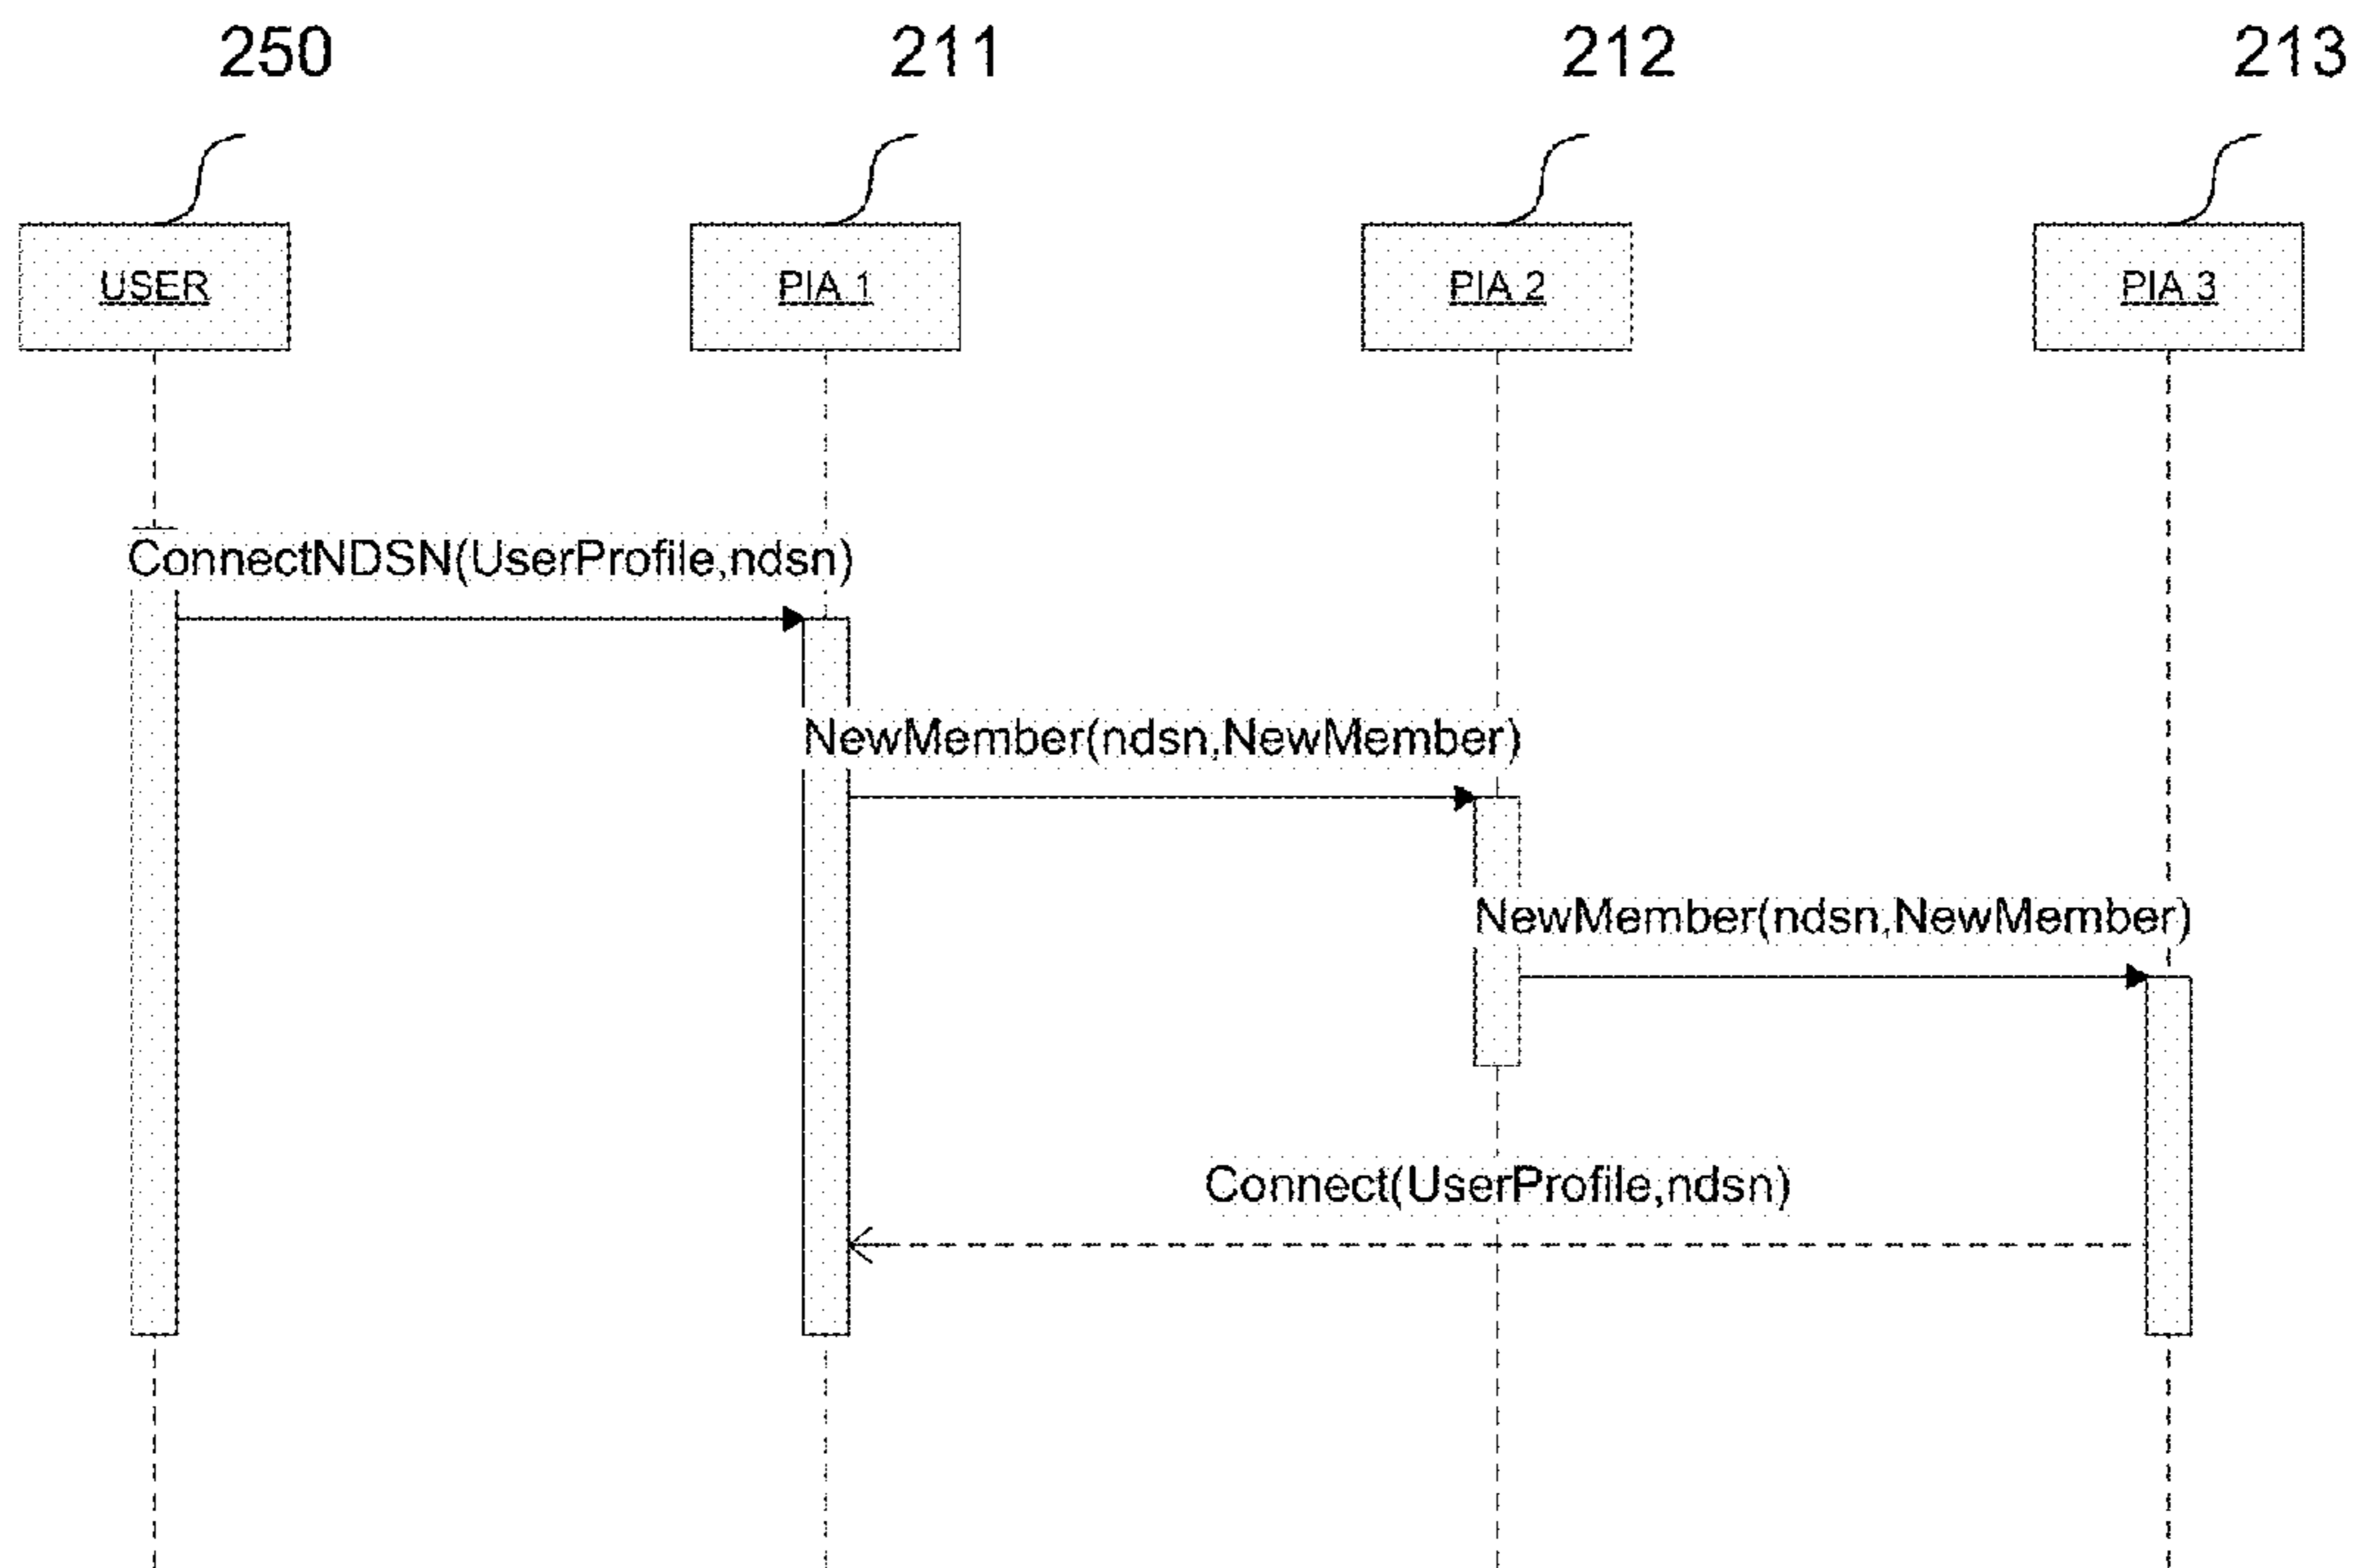 250 211 212 213
USER PIA 1 PIA 2 PIA 3
ConnectNDSN(UserProfile,ndsn)
NewMember(ndsn,NewMember)
NewMember(ndsn,NewMember)
Connect(UserProfile,ndsn)